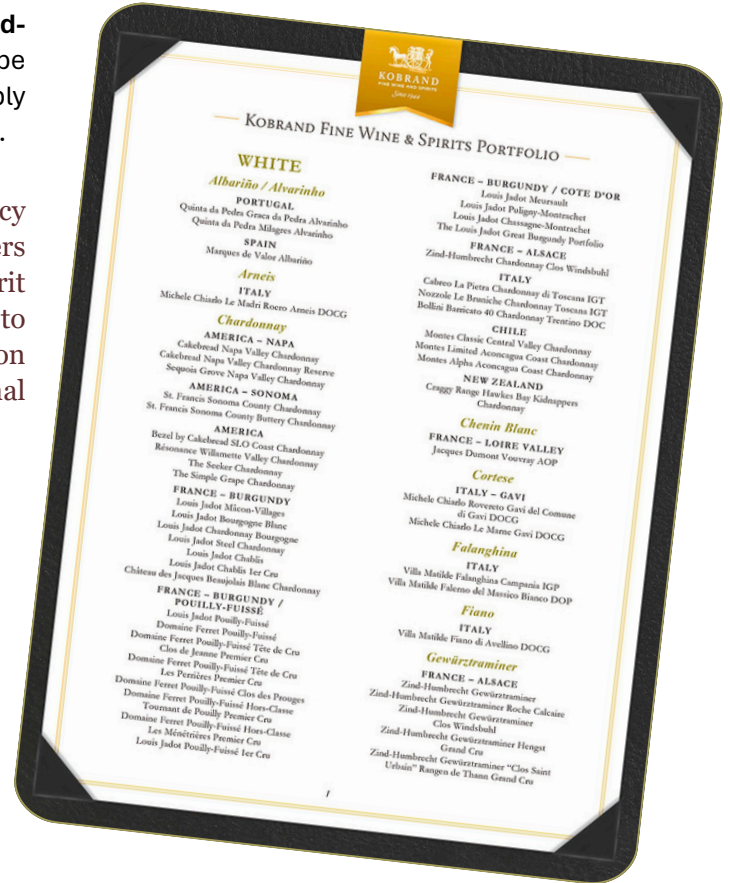 d-
be
ply
.
cy
ers
rit
to
on
nal
KOBRAND
FINE WINE AND SPIRITS
Since 1944
KOBRAND FINE WINE & SPIRITS PORTFOLIO
WHITE
Albariño / Alvarinho
PORTUGAL
Quinta da Pedra Graca da Pedra Alvarinho
Quinta da Pedra Milagres Alvarinho
SPAIN
Marques de Valor Albariño
Arneis
ITALY
Michele Chiarlo Le Madri Roero Arneis DOCG
Chardonnay
AMERICA – NAPA
Cakebread Napa Valley Chardonnay
Cakebread Napa Valley Chardonnay Reserve
Sequois Grove Napa Valley Chardonnay
AMERICA – SONOMA
St. Francis Sonoma County Chardonnay
St. Francis Sonoma County Buttery Chardonnay
AMERICA
Bezel by Cakebread SLO Coast Chardonnay
Résonance Willamette Valley Chardonnay
The Seeker Chardonnay
The Simple Grape Chardonnay
FRANCE – BURGUNDY
Louis Jadot Mâcon-Villages
Louis Jadot Bourgogne Blanc
Louis Jadot Chardonnay Bourgogne
Louis Jadot Steel Chardonnay
Louis Jadot Chablis
Louis Jadot Chablis 1er Cru
Château des Jacques Beaujolais Blanc Chardonnay
FRANCE – BURGUNDY /
POUILLY-FUISSÉ
Louis Jadot Pouilly-Fuissé
Domaine Ferret Pouilly-Fuissé
Domaine Ferret Pouilly-Fuissé Tête de Cru
Clos de Jeanne Premier Cru
Domaine Ferret Pouilly-Fuissé Tête de Cru
Les Perrières Premier Cru
Domaine Ferret Pouilly-Fuissé Clos des Prouges
Domaine Ferret Pouilly-Fuissé Hors-Classe
Tournant de Pouilly Premier Cru
Domaine Ferret Pouilly-Fuissé Hors-Classe
Les Ménétrières Premier Cru
Louis Jadot Pouilly-Fuissé 1er Cru
FRANCE – BURGUNDY / COTE D'OR
Louis Jadot Meursault
Louis Jadot Puligny-Montrachet
Louis Jadot Chassagne-Montrachet
The Louis Jadot Great Burgundy Portfolio
FRANCE – ALSACE
Zind-Humbrecht Chardonnay Clos Windsbuhl
ITALY
Cabreo La Pietra Chardonnay di Toscana IGT
Nozzole Le Bruniche Chardonnay Toscana IGT
Bollini Barricato 40 Chardonnay Trentino DOC
CHILE
Montes Classic Central Valley Chardonnay
Montes Limited Aconcagua Coast Chardonnay
Montes Alpha Aconcagua Coast Chardonnay
NEW ZEALAND
Craggy Range Hawkes Bay Kidnappers
Chardonnay
Chenin Blanc
FRANCE – LOIRE VALLEY
Jacques Dumont Vouvray AOP
Cortese
ITALY – GAVI
Michele Chiarlo Rovereto Gavi del Comune
di Gavi DOCG
Michele Chiarlo Le Marne Gavi DOCG
Falanghina
ITALY
Villa Matilde Falanghina Campania IGP
Villa Matilde Falerno del Massico Bianco DOP
Fiano
ITALY
Villa Matilde Fiano di Avellino DOCG
Gewürztraminer
FRANCE – ALSACE
Zind-Humbrecht Gewürztraminer
Zind-Humbrecht Gewürztraminer Roche Calcaire
Zind-Humbrecht Gewürztraminer
Clos Windsbuhl
Zind-Humbrecht Gewürztraminer Hengst
Grand Cru
Zind-Humbrecht Gewürztraminer "Clos Saint
Urbain" Rangen de Thann Grand Cru
1